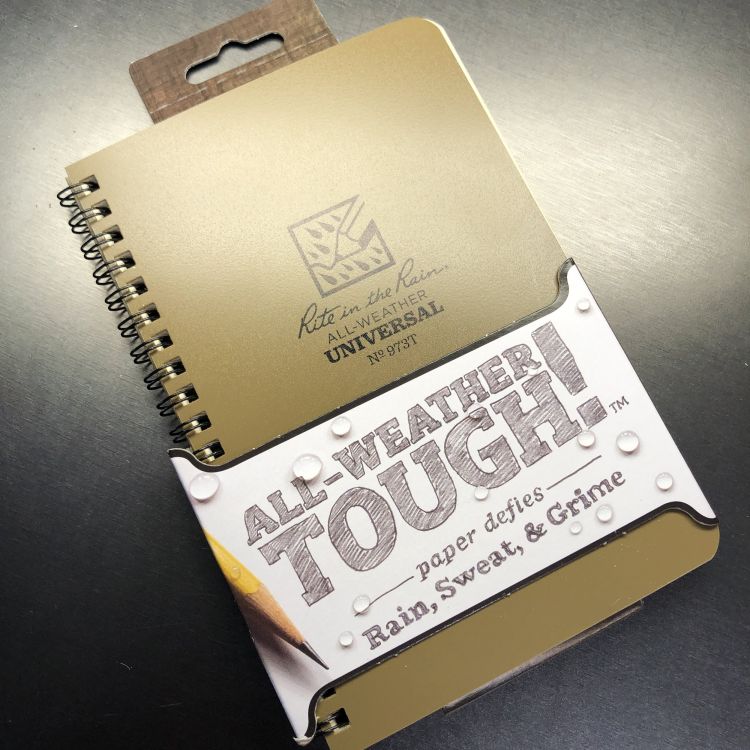 Rite in the Rain.
ALL-WEATHER
UNIVERSAL
Nº 973T
ALL-WEATHER
TOUGH!™
paper defies
Rain, Sweat, & Grime